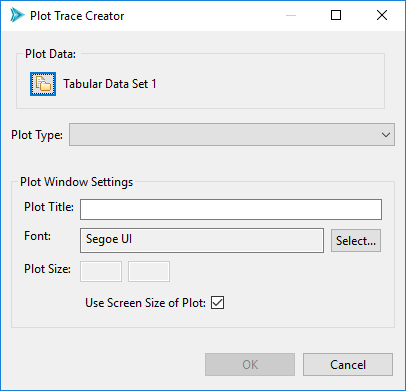 Plot Trace Creator
Plot Data:
Tabular Data Set 1
Plot Type:
Plot Window Settings
Plot Title:
Font: Segoe UI Select...
Plot Size:
Use Screen Size of Plot:
OK Cancel